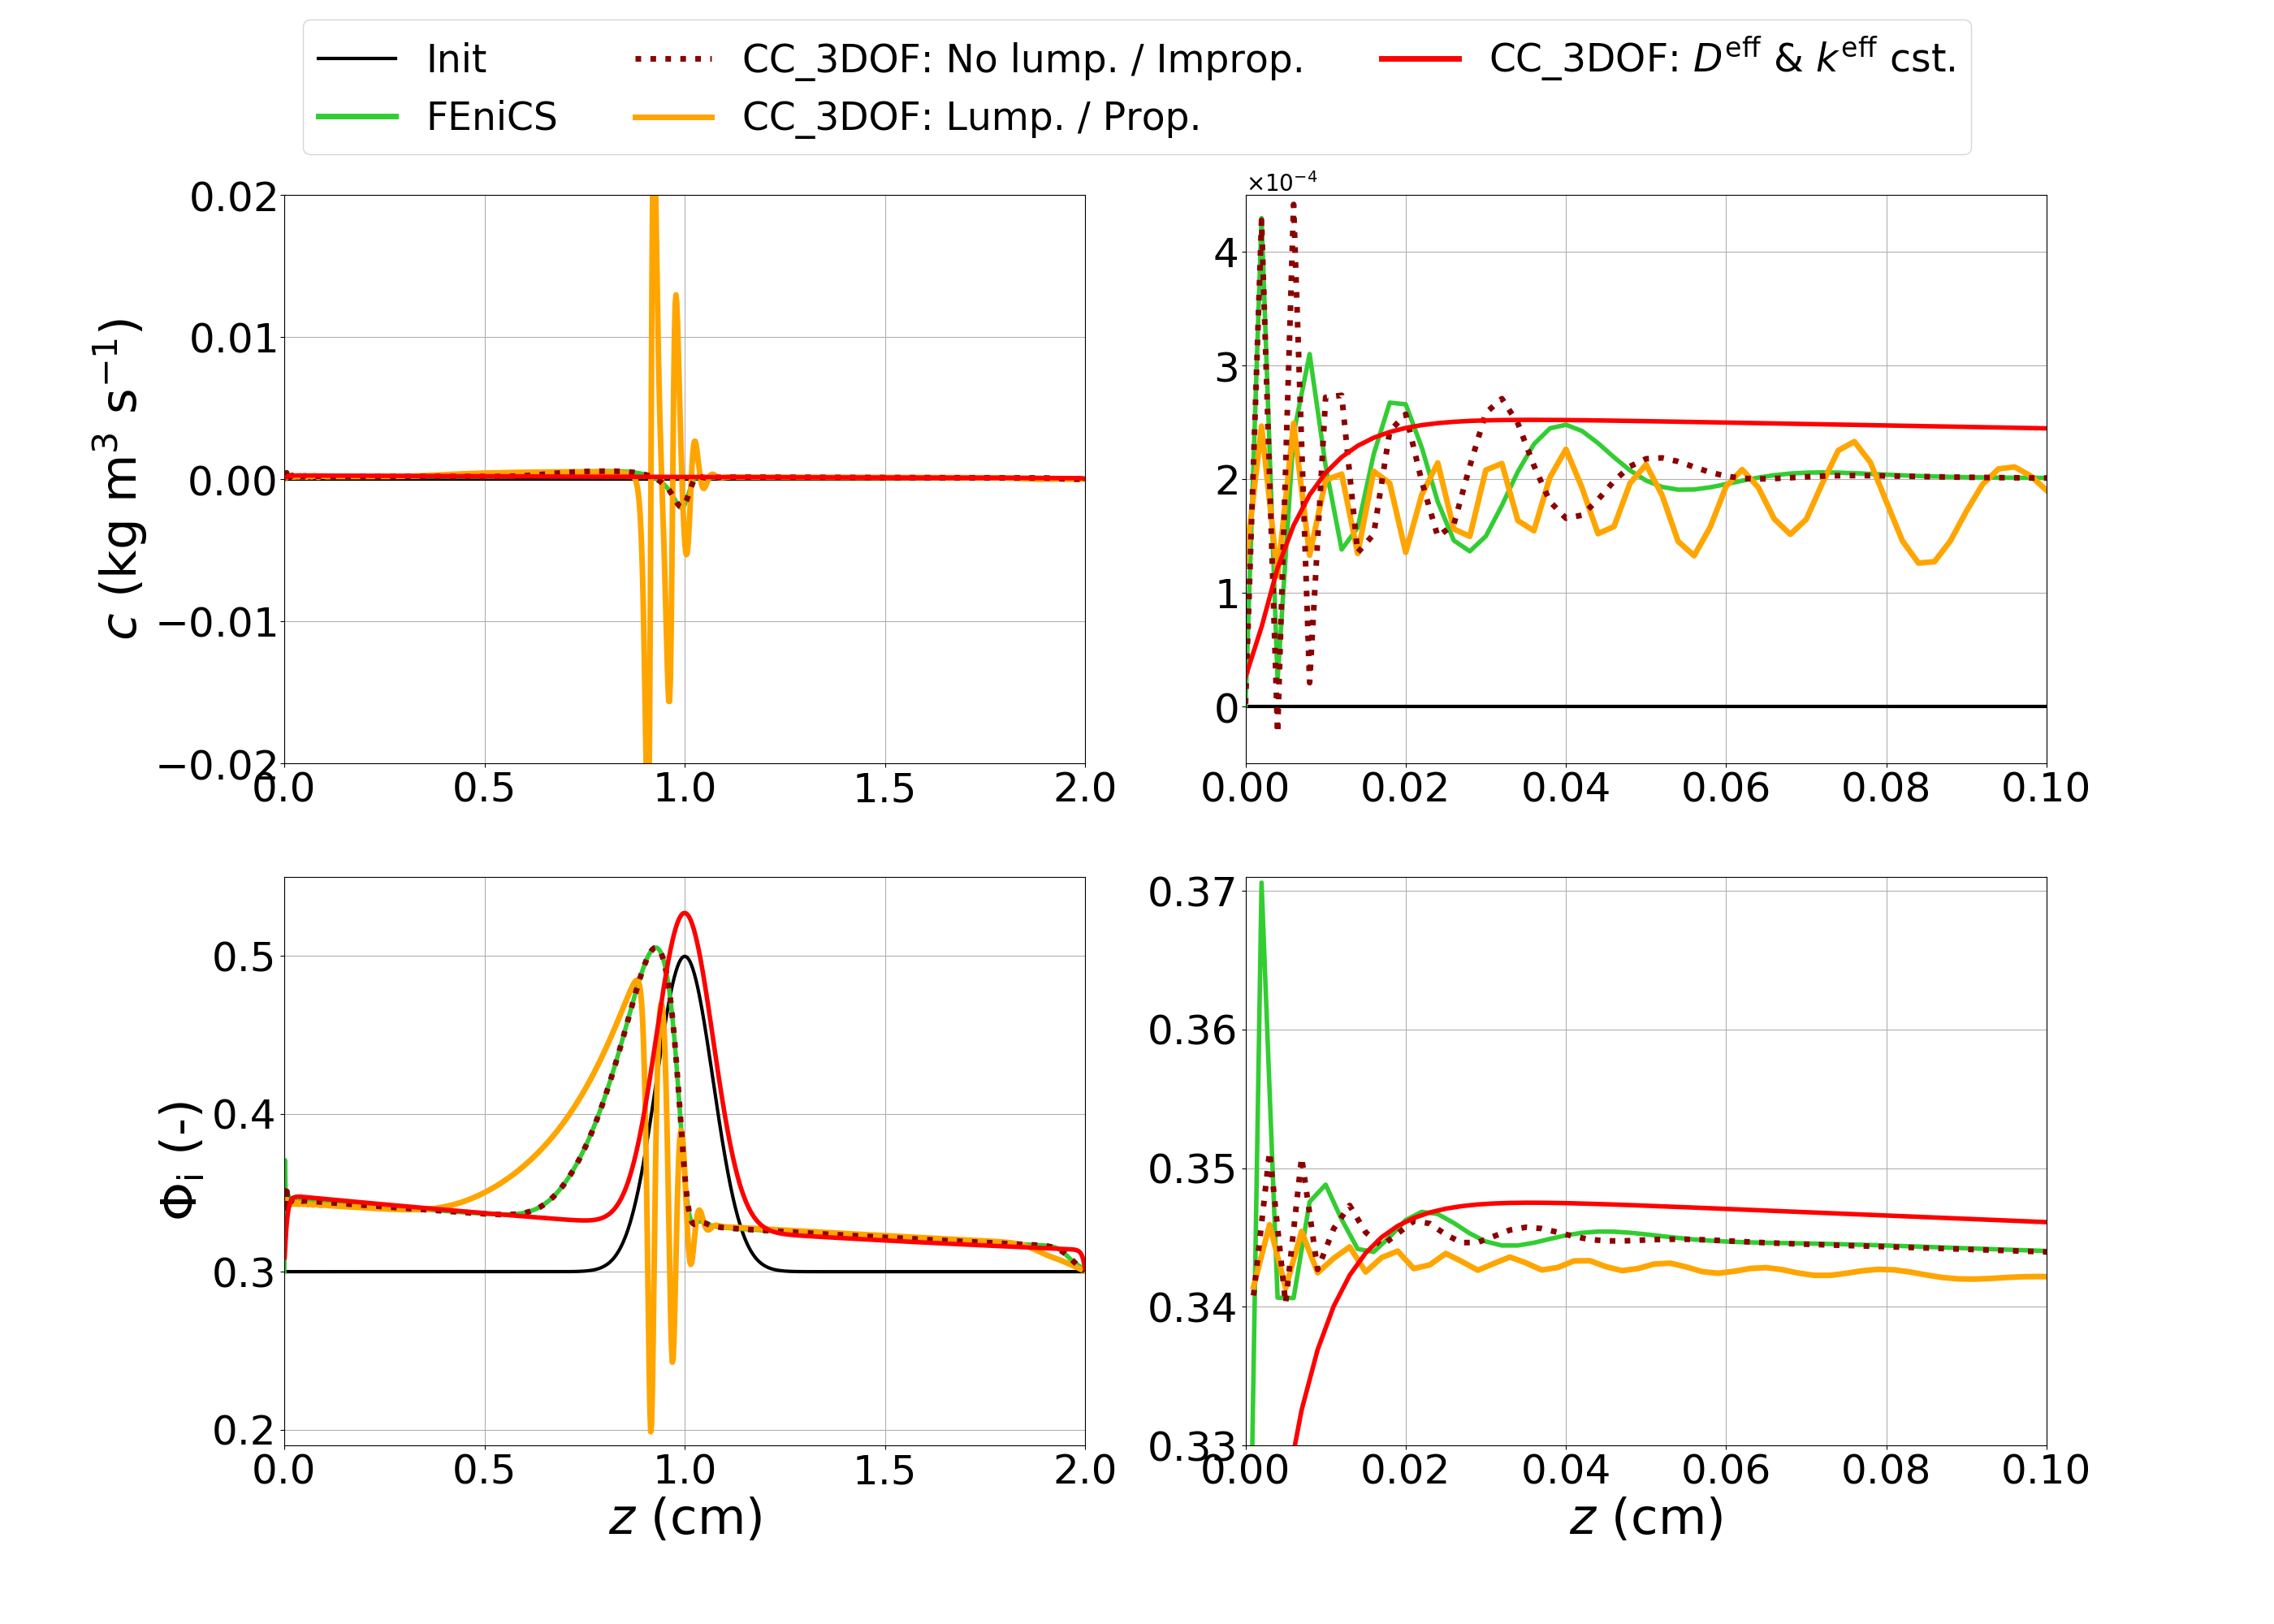 Init
FEniCS
CC_3DOF: No lump. / Improp.
CC_3DOF: Lump. / Prop.
CC_3DOF: D^eff & k^eff cst.
0.02
0.01
0.00
−0.01
−0.02
c (kg m³ s⁻¹)
0.0 0.5 1.0 1.5 2.0
×10⁻⁴
4
3
2
1
0
0.00 0.02 0.04 0.06 0.08 0.10
0.5
0.4
0.3
0.2
Φ_i (-)
0.0 0.5 1.0 1.5 2.0
z (cm)
0.37
0.36
0.35
0.34
0.33
0.00 0.02 0.04 0.06 0.08 0.10
z (cm)